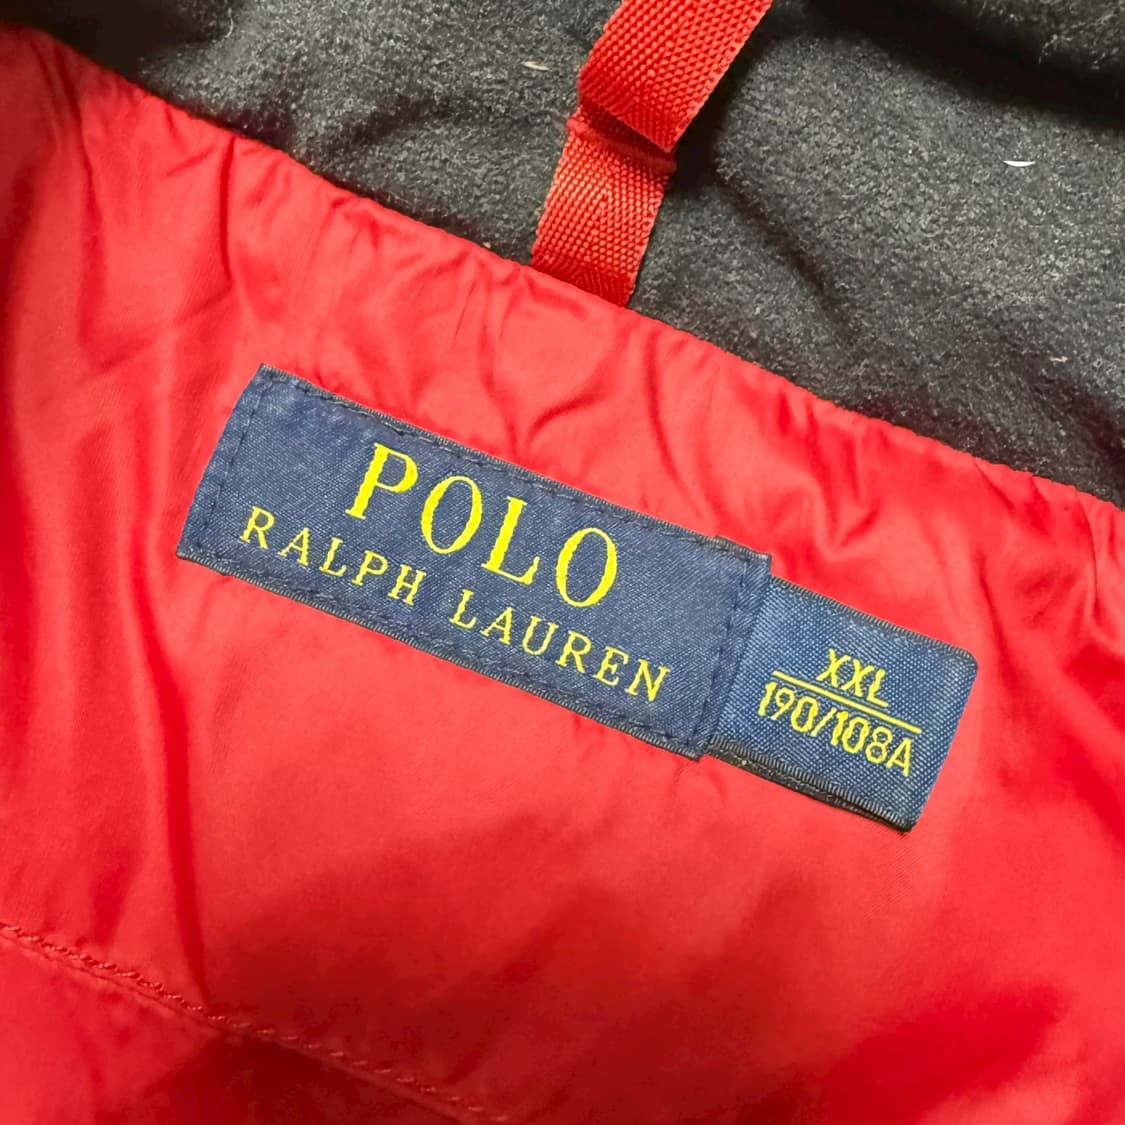 POLO
RALPH LAUREN
XXL
190/108A